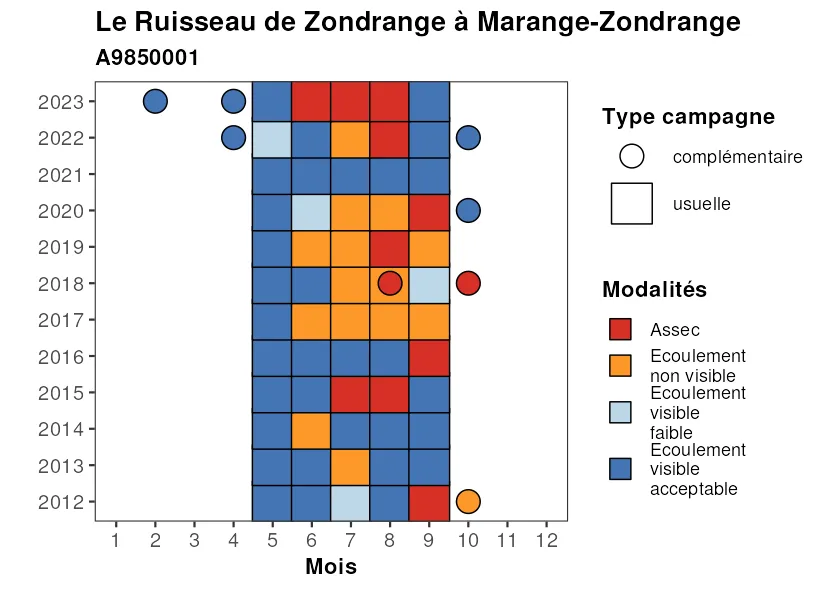 Le Ruisseau de Zondrange à Marange-Zondrange
A9850001
2023
2022
2021
2020
2019
2018
2017
2016
2015
2014
2013
2012
1 2 3 4 5 6 7 8 9 10 11 12
Mois
Type campagne
complémentaire
usuelle
Modalités
Assec
Ecoulement
non visible
Ecoulement
visible
faible
Ecoulement
visible
acceptable